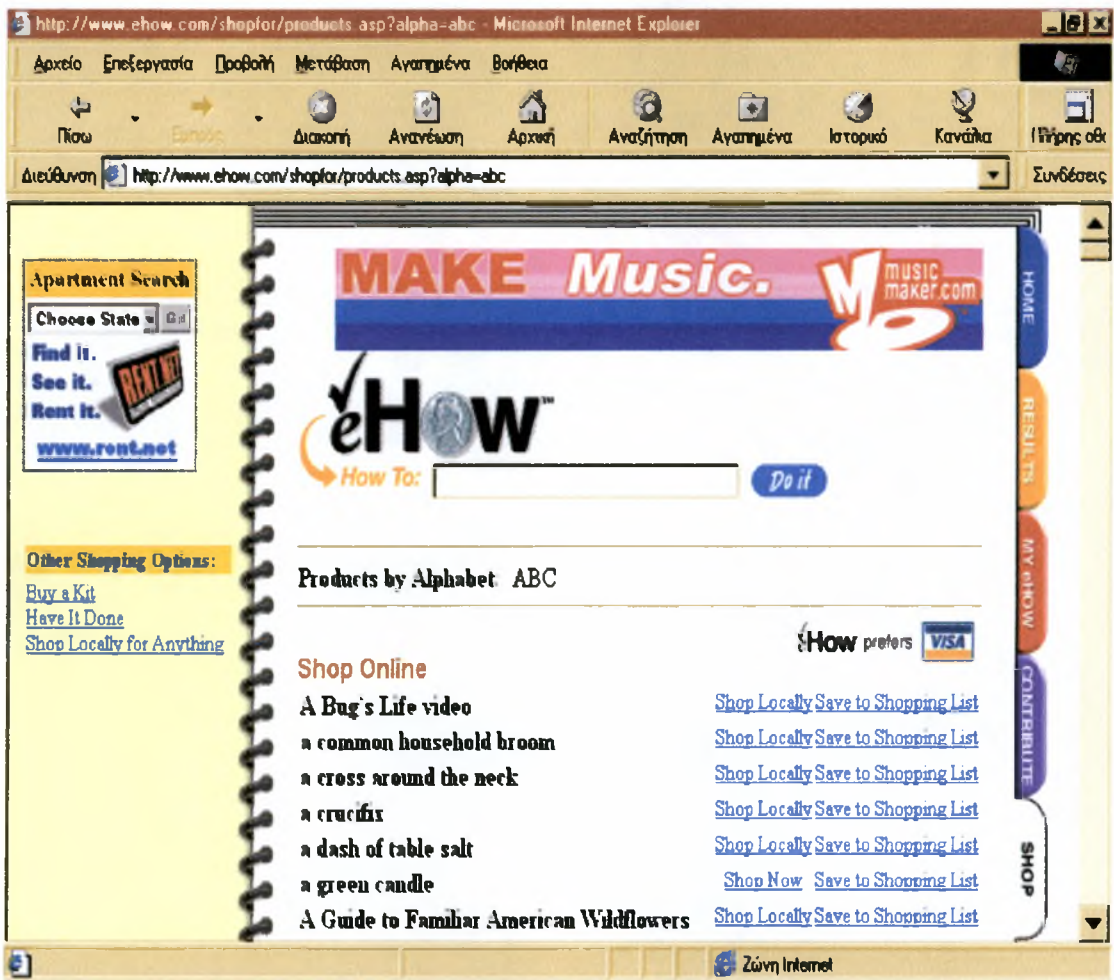 http://www.ehow.com/shopfor/products.asp?alpha=abc - Microsoft Internet Explorer
Αρχείο Επεξεργασία Προβολή Μετάβαση Αγαπημένα Βοήθεια
Πίσω Εμπρός Διακοπή Ανανέωση Αρχική Αναζήτηση Αγαπημένα Ιστορικό Κανάλια Πλήρης οθό
Διεύθυνση http://www.ehow.com/shopfor/products.asp?alpha=abc Συνδέσεις
Apartment Search
Choose State Go!
Find it.
See it.
Rent it.
RENT.NET
www.rent.net
Other Shopping Options:
Buy a Kit
Have It Done
Shop Locally for Anything
MAKE Music. music
maker.com
eHow™
How To: Do it
Products by Alphabet ABC
eHow prefers VISA
Shop Online
A Bug's Life video Shop Locally Save to Shopping List
a common household broom Shop Locally Save to Shopping List
a cross around the neck Shop Locally Save to Shopping List
a crucifix Shop Locally Save to Shopping List
a dash of table salt Shop Locally Save to Shopping List
a green candle Shop Now Save to Shopping List
A Guide to Familiar American Wildflowers Shop Locally Save to Shopping List
HOME
RESULTS
MY eHOW
CONTRIBUTE
SHOP
Ζώνη Internet